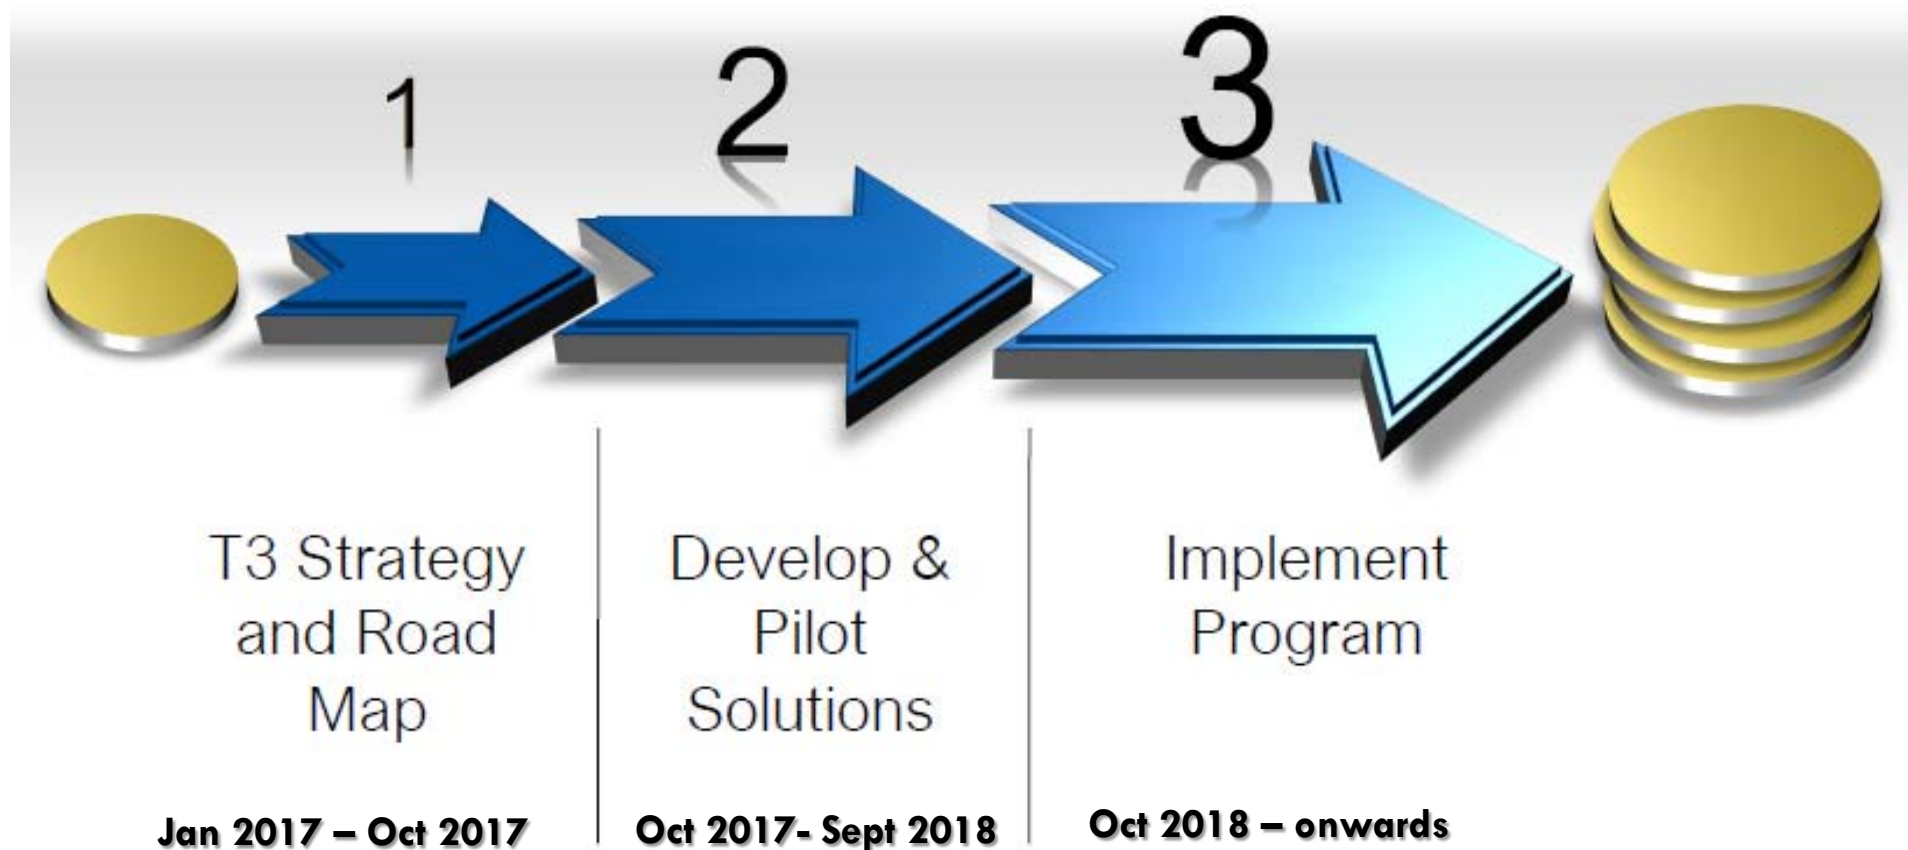 1
2
3
T3 Strategy
and Road
Map
Jan 2017 – Oct 2017
Develop &
Pilot
Solutions
Oct 2017- Sept 2018
Implement
Program
Oct 2018 – onwards